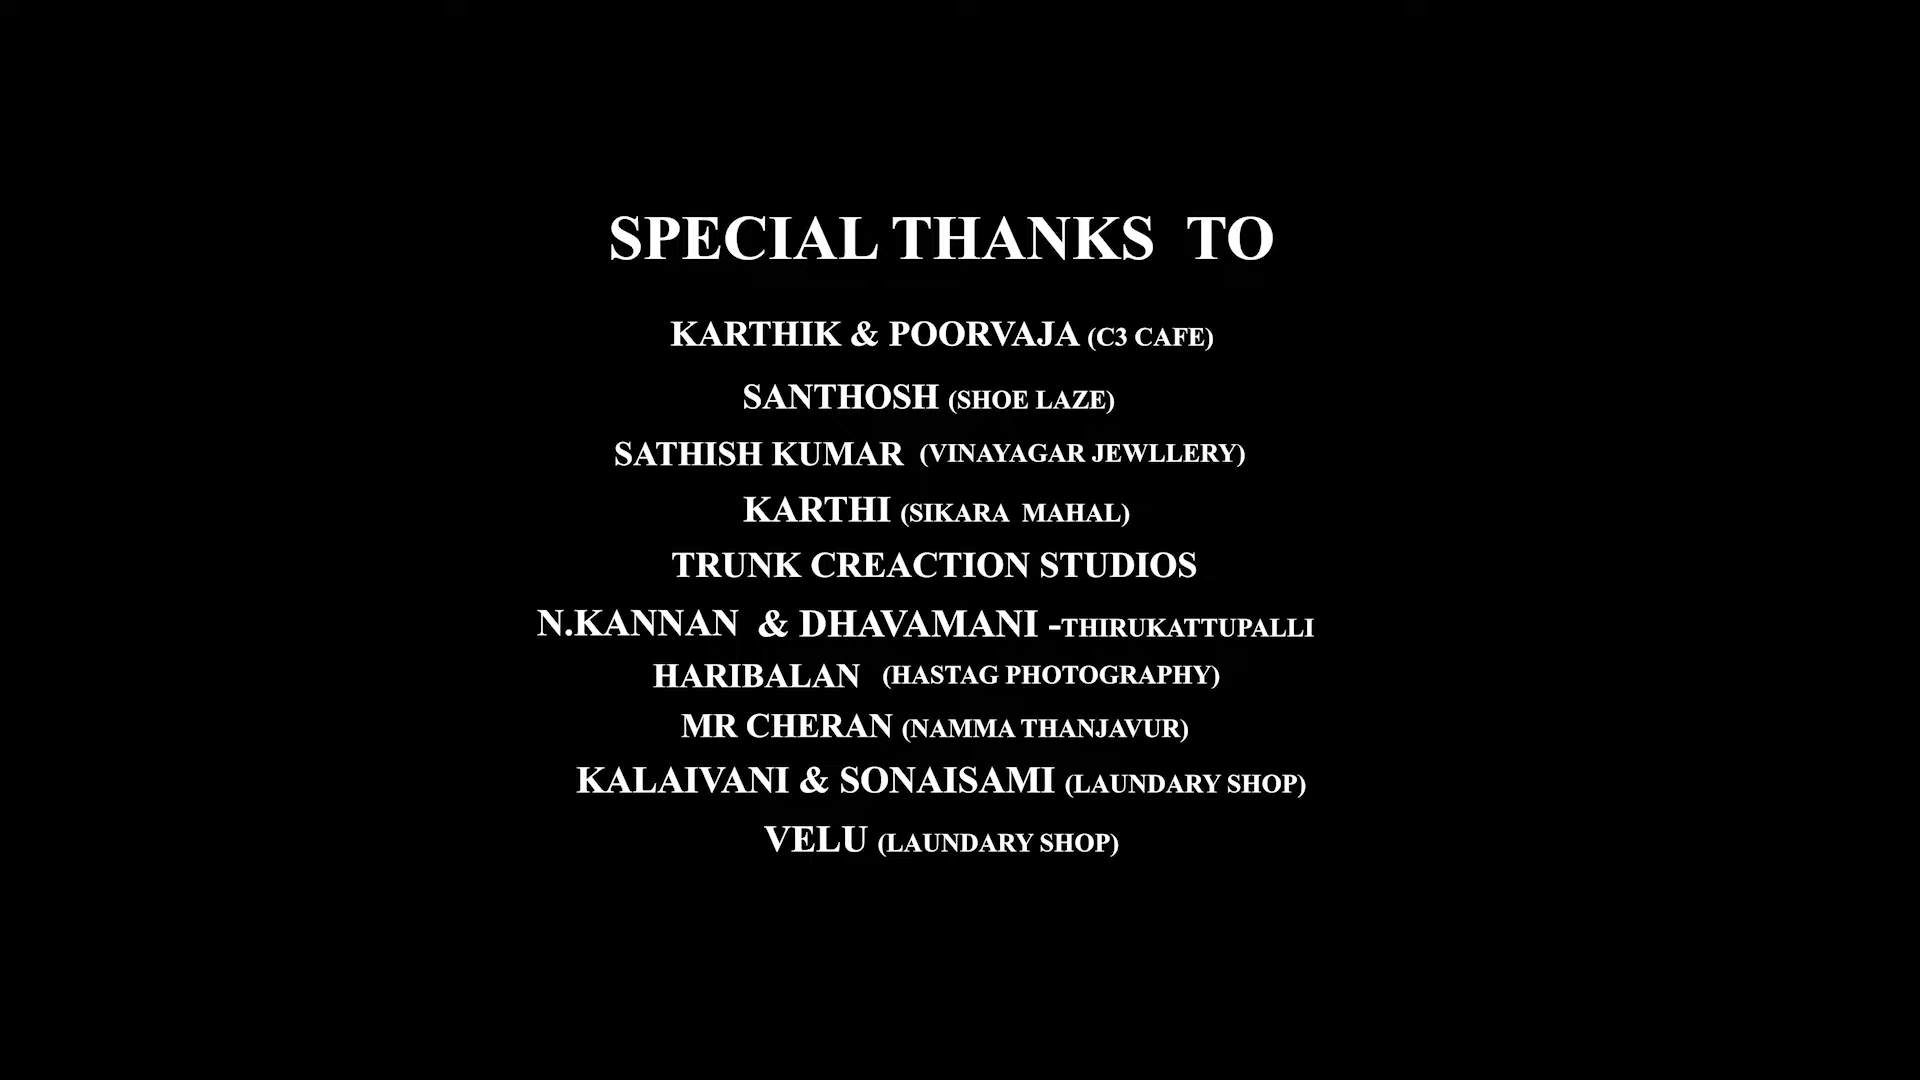 SPECIAL THANKS TO
KARTHIK & POORVAJA (C3 CAFE)
SANTHOSH (SHOE LAZE)
SATHISH KUMAR (VINAYAGAR JEWLLERY)
KARTHI (SIKARA MAHAL)
TRUNK CREACTION STUDIOS
N.KANNAN & DHAVAMANI -THIRUKATTUPALLI
HARIBALAN (HASTAG PHOTOGRAPHY)
MR CHERAN (NAMMA THANJAVUR)
KALAIVANI & SONAISAMI (LAUNDARY SHOP)
VELU (LAUNDARY SHOP)